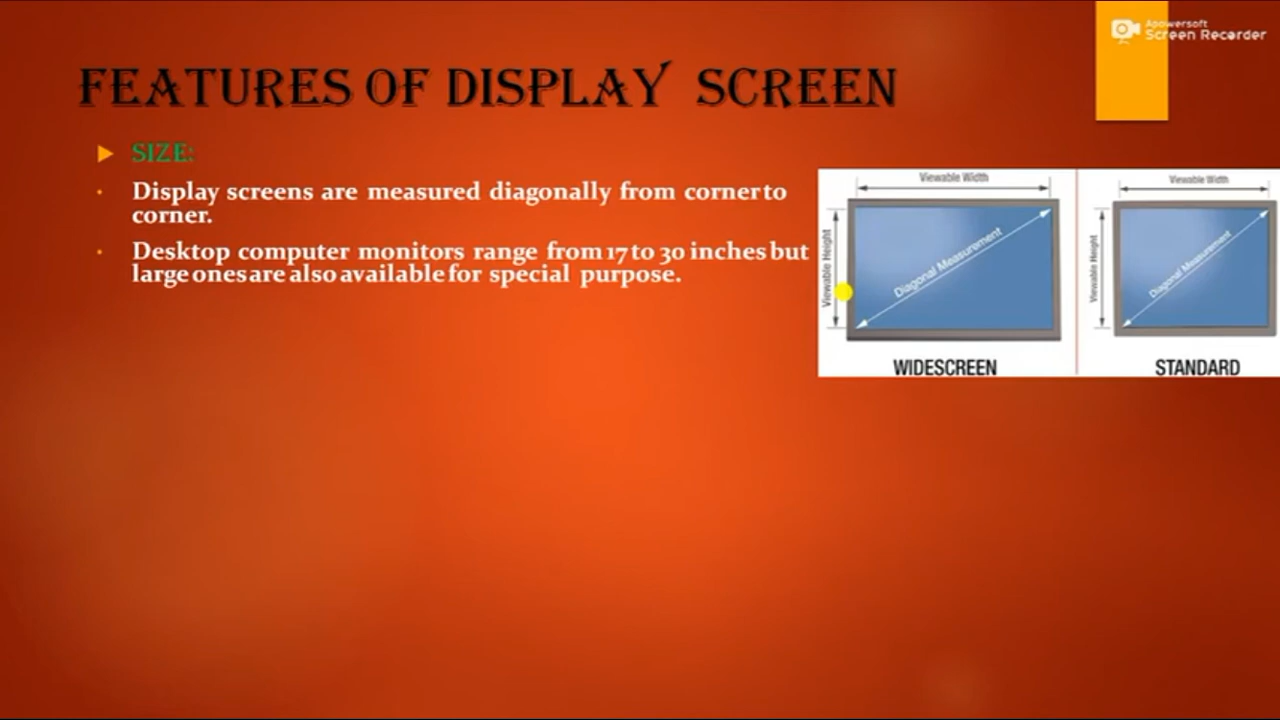 Apowersoft
Screen Recorder
FEATURES OF DISPLAY SCREEN
SIZE:
Display screens are measured diagonally from corner to
corner.
Desktop computer monitors range from 17 to 30 inches but
large ones are also available for special purpose.
Viewable Width
Viewable Height
Diagonal Measurement
WIDESCREEN
Viewable Width
Viewable Height
Diagonal Measurement
STANDARD